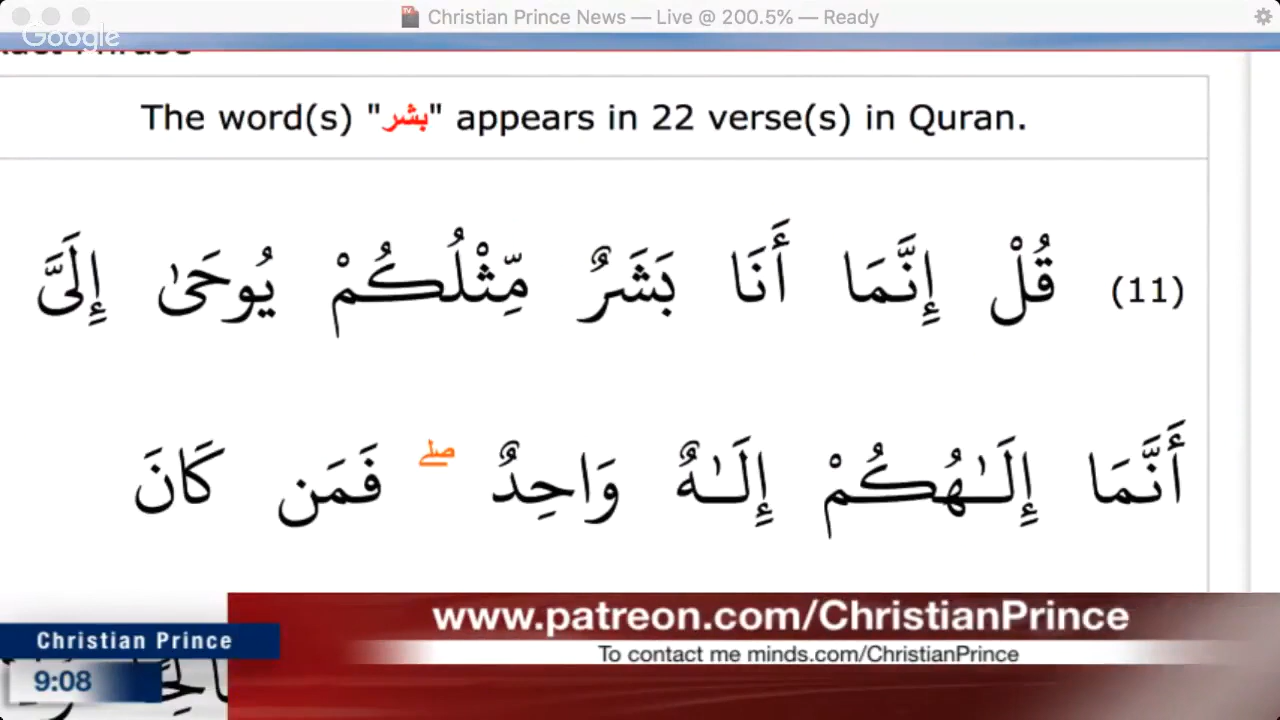 Christian Prince News — Live @ 200.5% — Ready
Google
The word(s) "بشر" appears in 22 verse(s) in Quran.
(11) قُلْ إِنَّمَا أَنَا بَشَرٌ مِّثْلُكُمْ يُوحَىٰ إِلَيَّ
أَنَّمَا إِلَـٰهُكُمْ إِلَـٰهٌ وَاحِدٌ ۖ فَمَن كَانَ
www.patreon.com/ChristianPrince
Christian Prince
To contact me minds.com/ChristianPrince
9:08